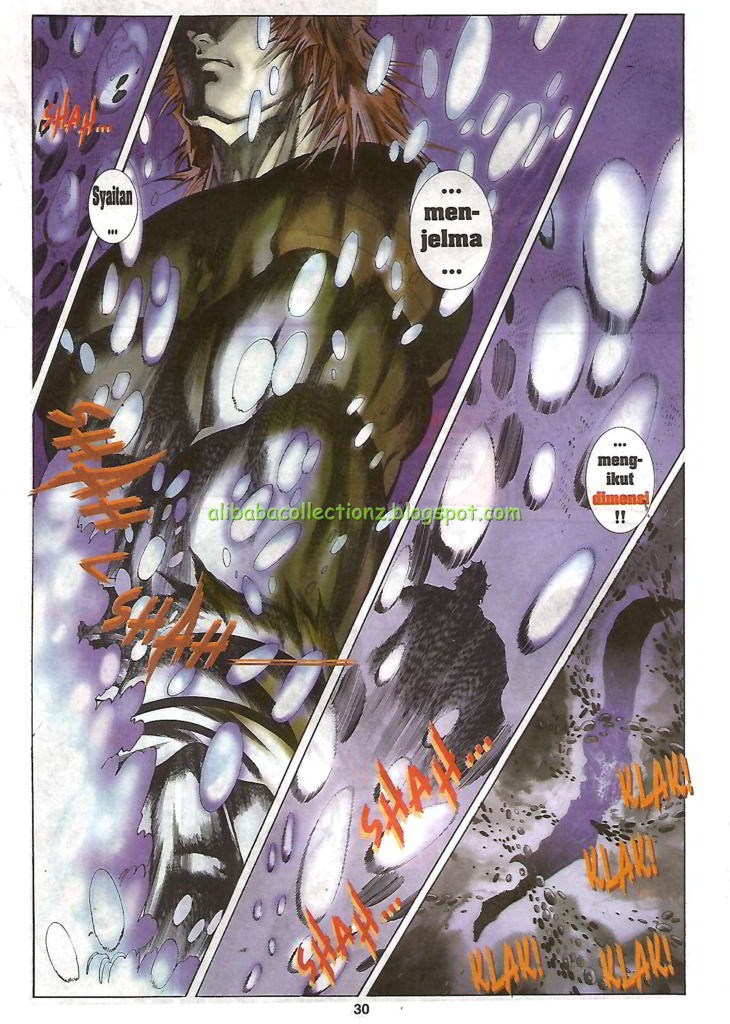 SHAH...
Syaitan
...
...
men-
jelma
...
...
meng-
ikut
dimensi
!!
SHAH
SHAH
alibabacollectionz.blogspot.com
SHAH...
SHAH...
KLAK!
KLAK!
KLAK!
KLAK!
30